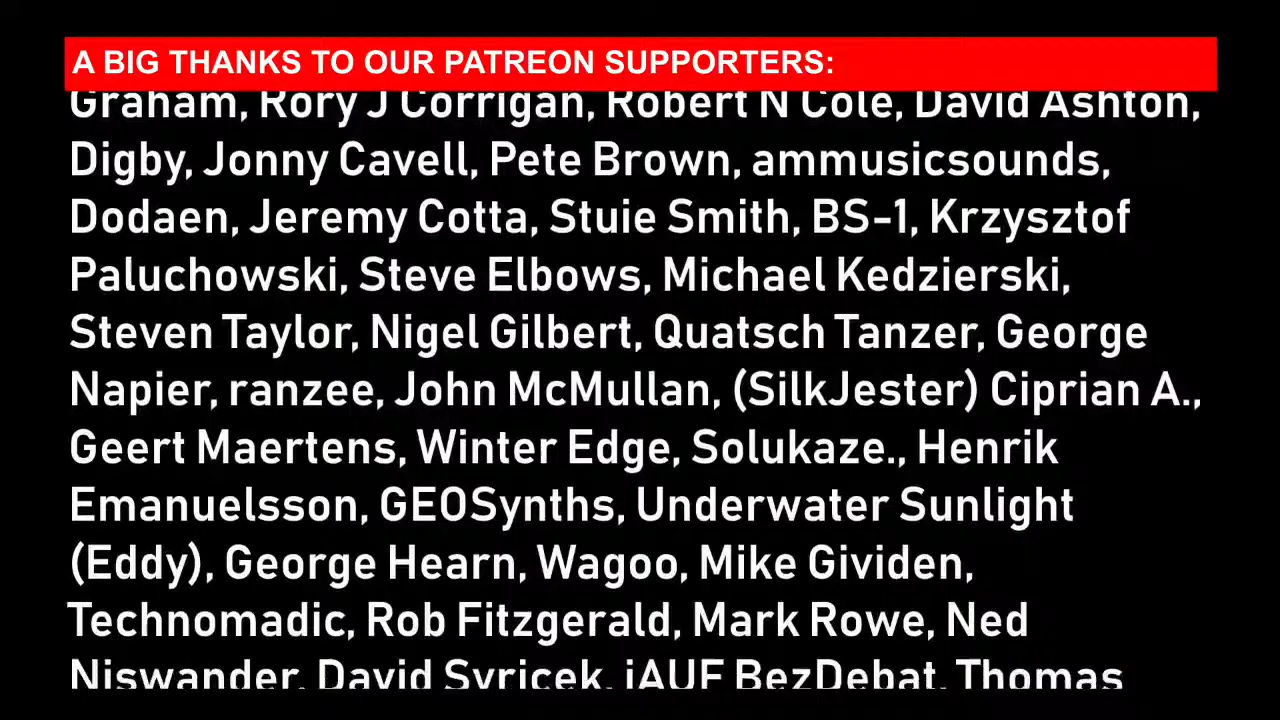 A BIG THANKS TO OUR PATREON SUPPORTERS:
Graham, Rory J Corrigan, Robert N Cole, David Ashton,
Digby, Jonny Cavell, Pete Brown, ammusicsounds,
Dodaen, Jeremy Cotta, Stuie Smith, BS-1, Krzysztof
Paluchowski, Steve Elbows, Michael Kedzierski,
Steven Taylor, Nigel Gilbert, Quatsch Tanzer, George
Napier, ranzee, John McMullan, (SilkJester) Ciprian A.,
Geert Maertens, Winter Edge, Solukaze., Henrik
Emanuelsson, GEOSynths, Underwater Sunlight
(Eddy), George Hearn, Wagoo, Mike Gividen,
Technomadic, Rob Fitzgerald, Mark Rowe, Ned
Niswander, David Syricek, iAUF BezDebat, Thomas